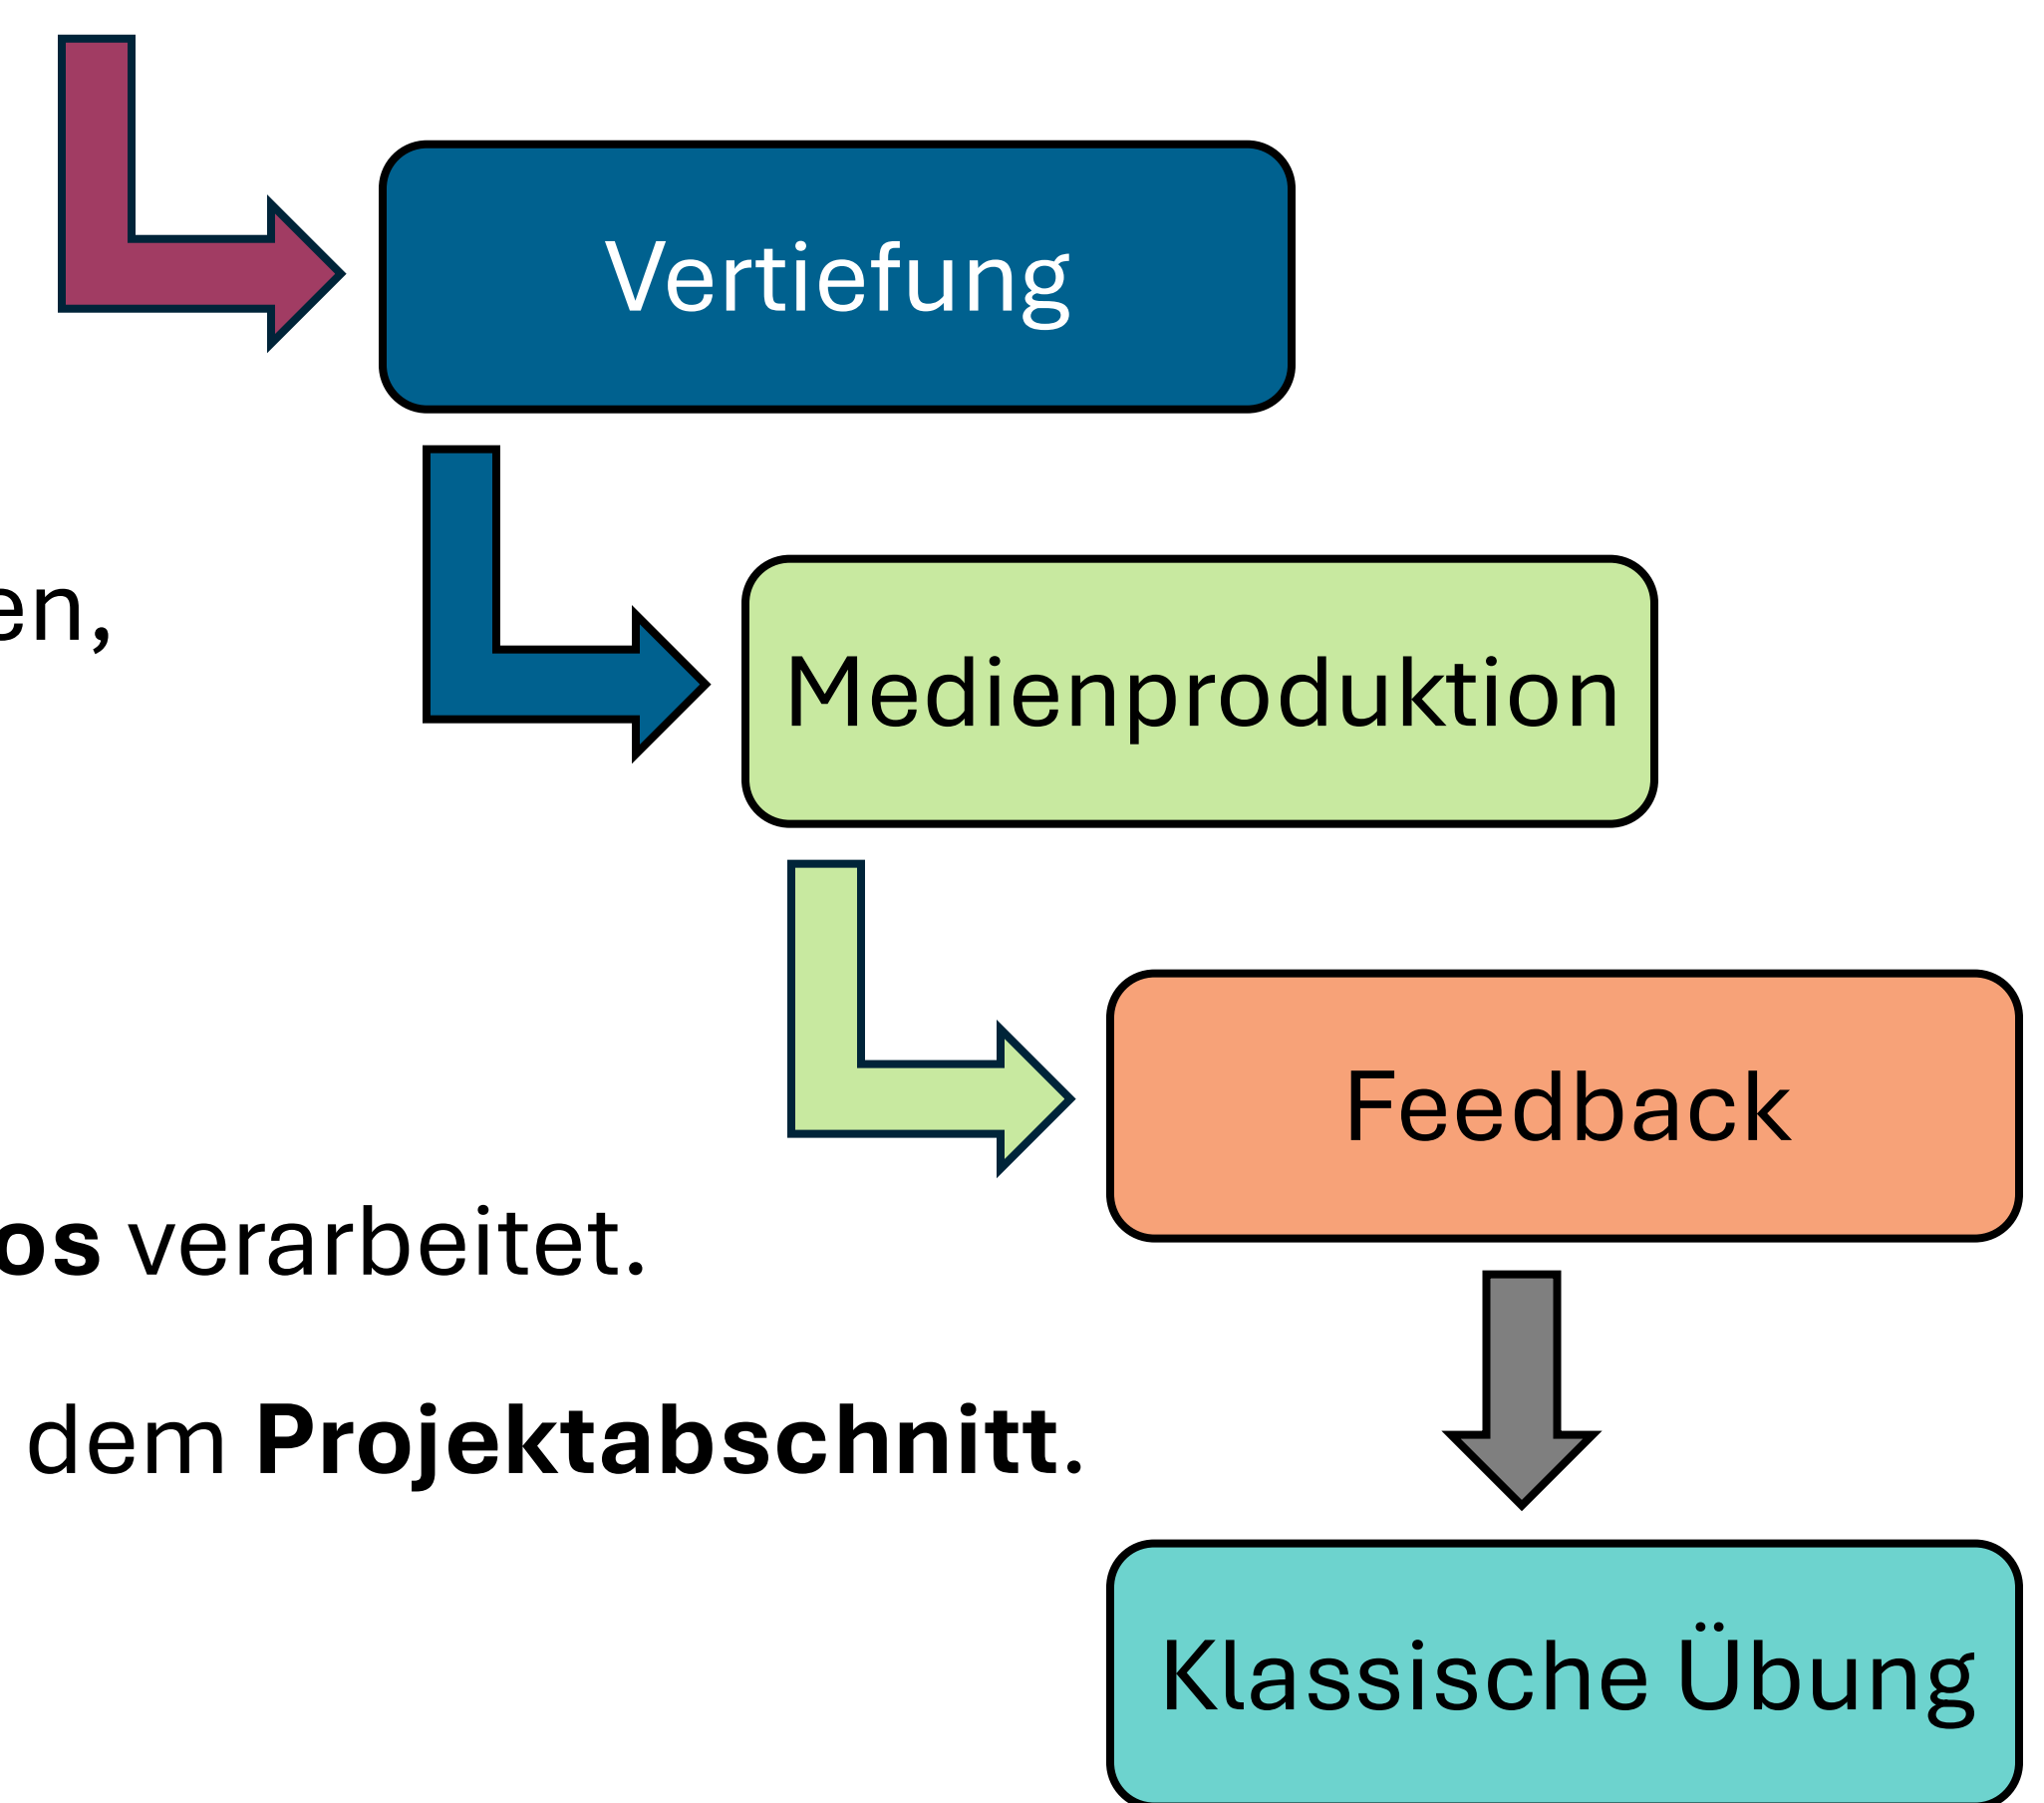 Vertiefung
en,
Medienproduktion
Feedback
os verarbeitet.
dem Projektabschnitt.
Klassische Übung